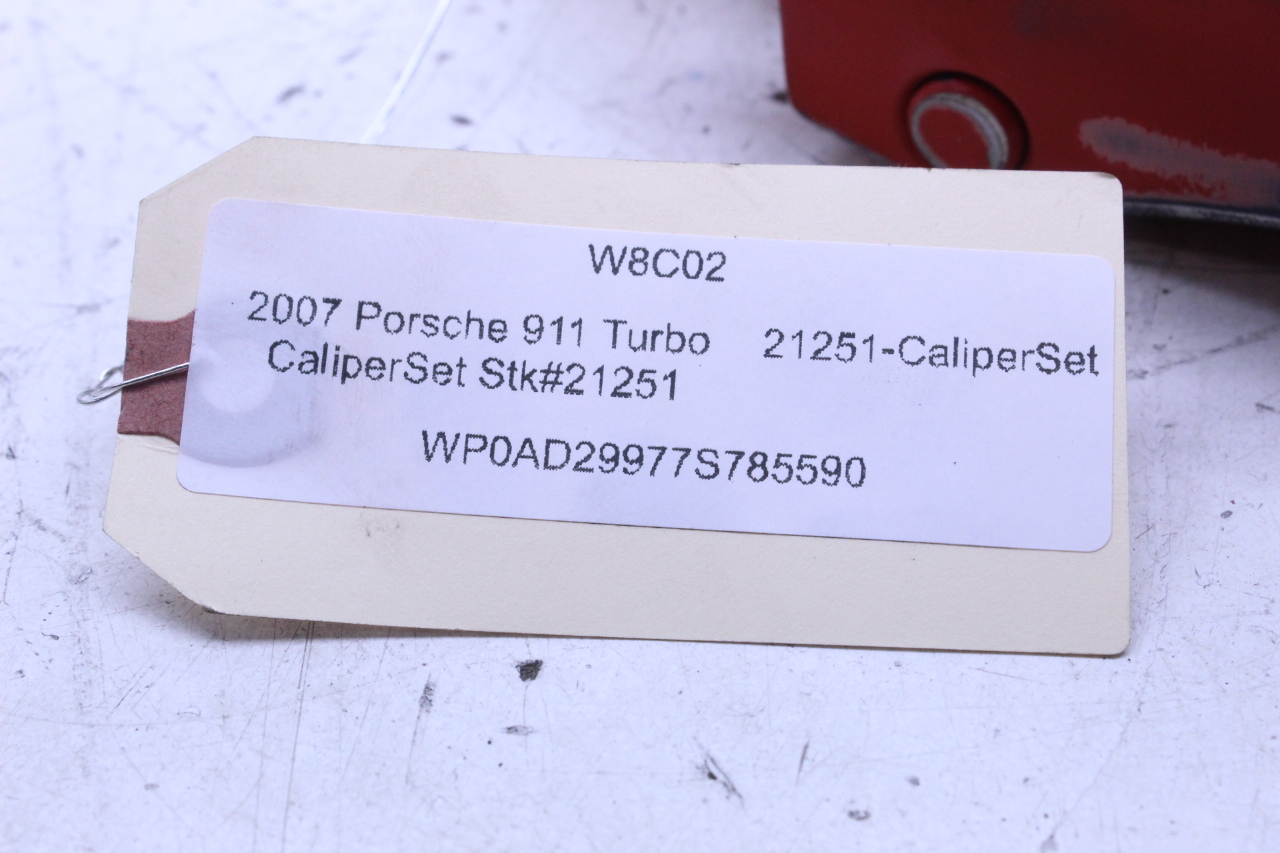 W8C02
2007 Porsche 911 Turbo 21251-CaliperSet
CaliperSet Stk#21251
WP0AD29977S785590